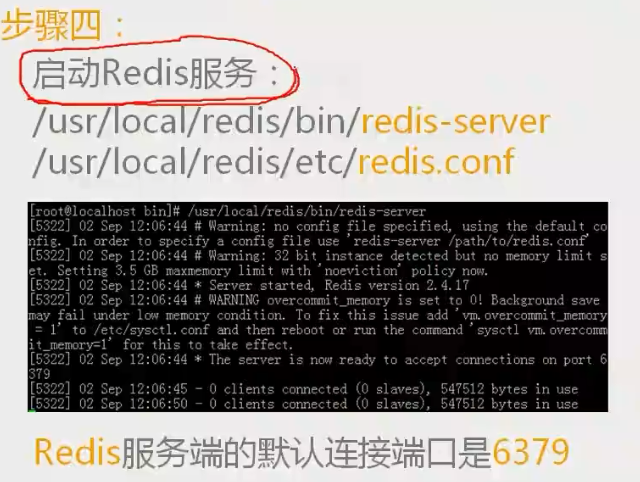 步骤四：
启动Redis服务：
/usr/local/redis/bin/redis-server
/usr/local/redis/etc/redis.conf
[root@localhost bin]# /usr/local/redis/bin/redis-server
[5322] 02 Sep 12:06:44 # Warning: no config file specified, using the default co
nfig. In order to specify a config file use 'redis-server /path/to/redis.conf'
[5322] 02 Sep 12:06:44 # Warning: 32 bit instance detected but no memory limit s
et. Setting 3.5 GB maxmemory limit with 'noeviction' policy now.
[5322] 02 Sep 12:06:44 * Server started, Redis version 2.4.17
[5322] 02 Sep 12:06:44 # WARNING overcommit_memory is set to 0! Background save
may fail under low memory condition. To fix this issue add 'vm.overcommit_memory
= 1' to /etc/sysctl.conf and then reboot or run the command 'sysctl vm.overcomm
it_memory=1' for this to take effect.
[5322] 02 Sep 12:06:44 * The server is now ready to accept connections on port 6
379
[5322] 02 Sep 12:06:45 - 0 clients connected (0 slaves), 547512 bytes in use
[5322] 02 Sep 12:06:50 - 0 clients connected (0 slaves), 547512 bytes in use
Redis服务端的默认连接端口是6379